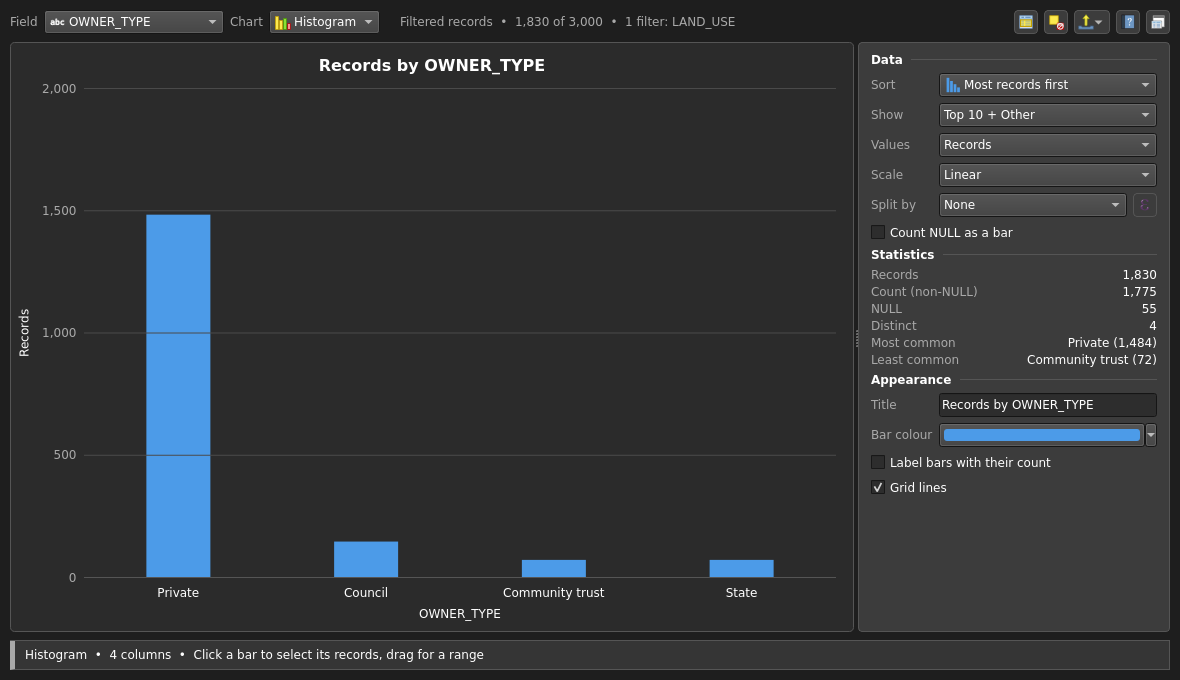 Field abc OWNER_TYPE Chart Histogram Filtered records • 1,830 of 3,000 • 1 filter: LAND_USE
Records by OWNER_TYPE
2,000
1,500
1,000
500
0
Records
Private Council Community trust State
OWNER_TYPE
Data
Sort Most records first
Show Top 10 + Other
Values Records
Scale Linear
Split by None
Count NULL as a bar
Statistics
Records 1,830
Count (non-NULL) 1,775
NULL 55
Distinct 4
Most common Private (1,484)
Least common Community trust (72)
Appearance
Title Records by OWNER_TYPE
Bar colour
Label bars with their count
Grid lines
Histogram • 4 columns • Click a bar to select its records, drag for a range